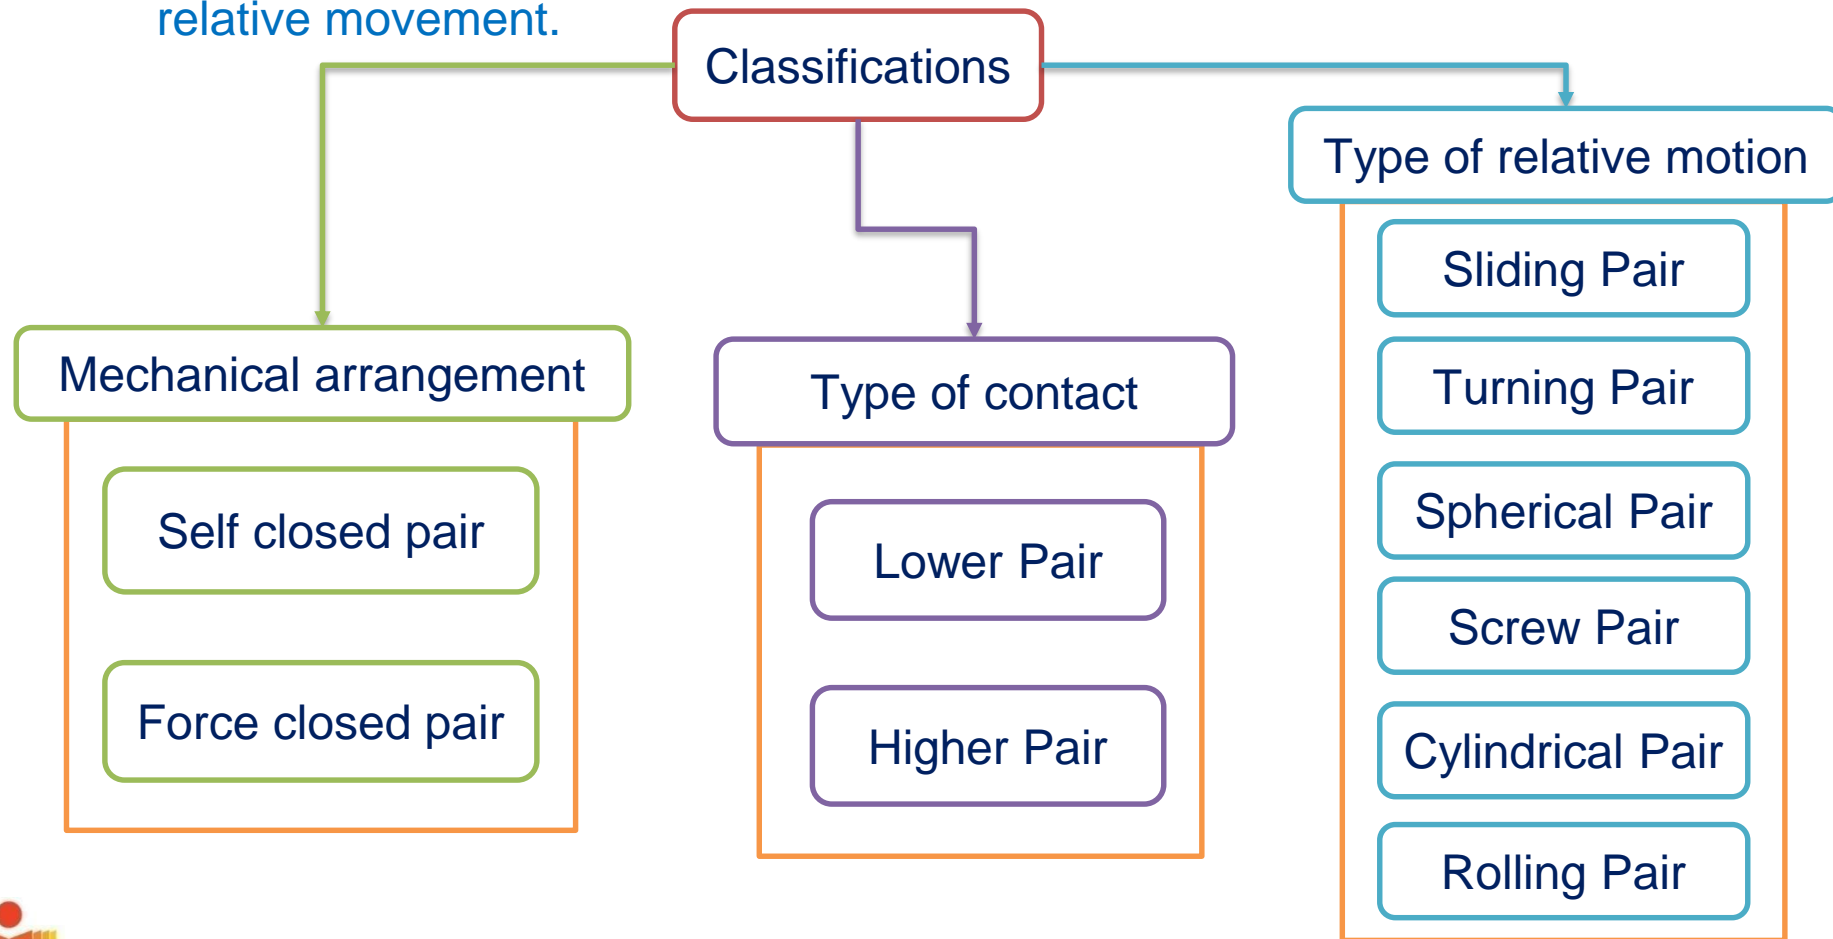 relative movement.
Classifications
Mechanical arrangement
Self closed pair
Force closed pair
Type of contact
Lower Pair
Higher Pair
Type of relative motion
Sliding Pair
Turning Pair
Spherical Pair
Screw Pair
Cylindrical Pair
Rolling Pair